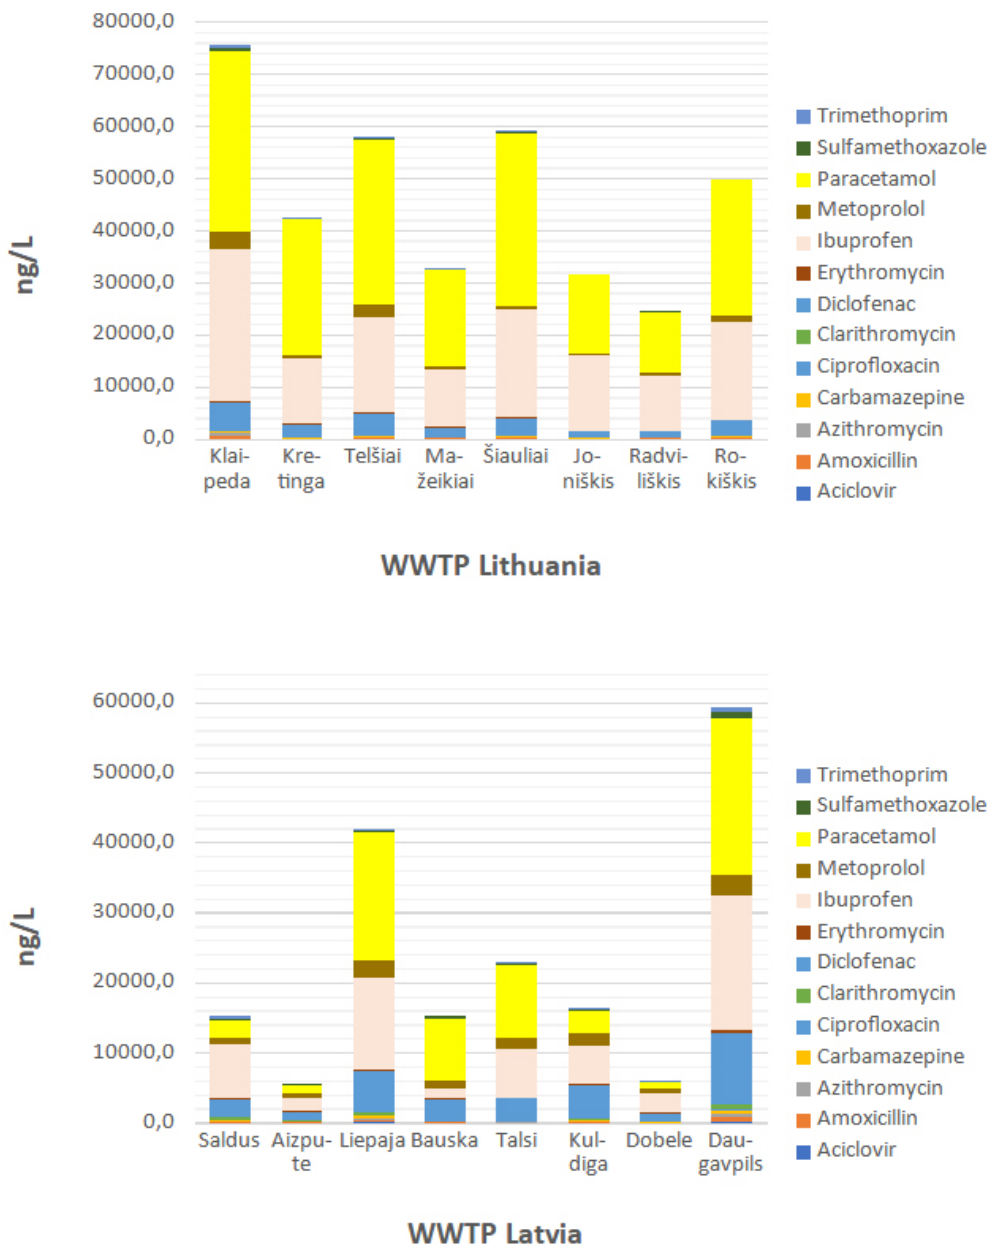 80000,0
70000,0
60000,0
50000,0
40000,0
30000,0
20000,0
10000,0
0,0
ng/L
Klai-
peda
Kre-
tinga
Telšiai
Ma-
žeikiai
Šiauliai
Jo-
niškis
Radvi-
liškis
Ro-
kiškis
WWTP Lithuania
Trimethoprim
Sulfamethoxazole
Paracetamol
Metoprolol
Ibuprofen
Erythromycin
Diclofenac
Clarithromycin
Ciprofloxacin
Carbamazepine
Azithromycin
Amoxicillin
Aciclovir
60000,0
50000,0
40000,0
30000,0
20000,0
10000,0
0,0
ng/L
Saldus
Aizpu-
te
Liepaja
Bauska
Talsi
Kul-
diga
Dobele
Dau-
gavpils
WWTP Latvia
Trimethoprim
Sulfamethoxazole
Paracetamol
Metoprolol
Ibuprofen
Erythromycin
Diclofenac
Clarithromycin
Ciprofloxacin
Carbamazepine
Azithromycin
Amoxicillin
Aciclovir